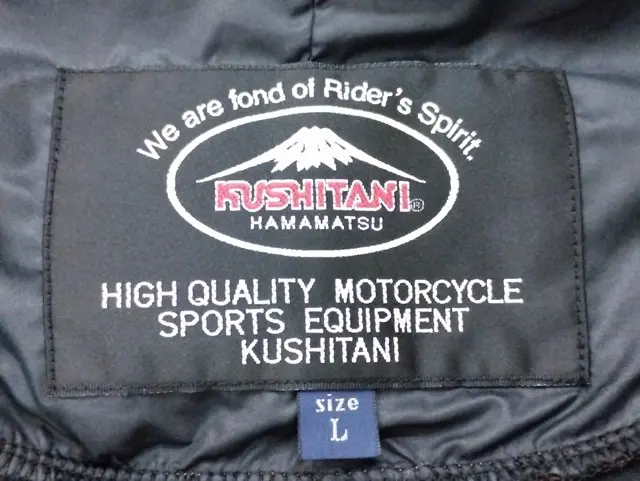 We are fond of Rider's Spirit.
KUSHITANI®
HAMAMATSU
HIGH QUALITY MOTORCYCLE
SPORTS EQUIPMENT
KUSHITANI
size
L